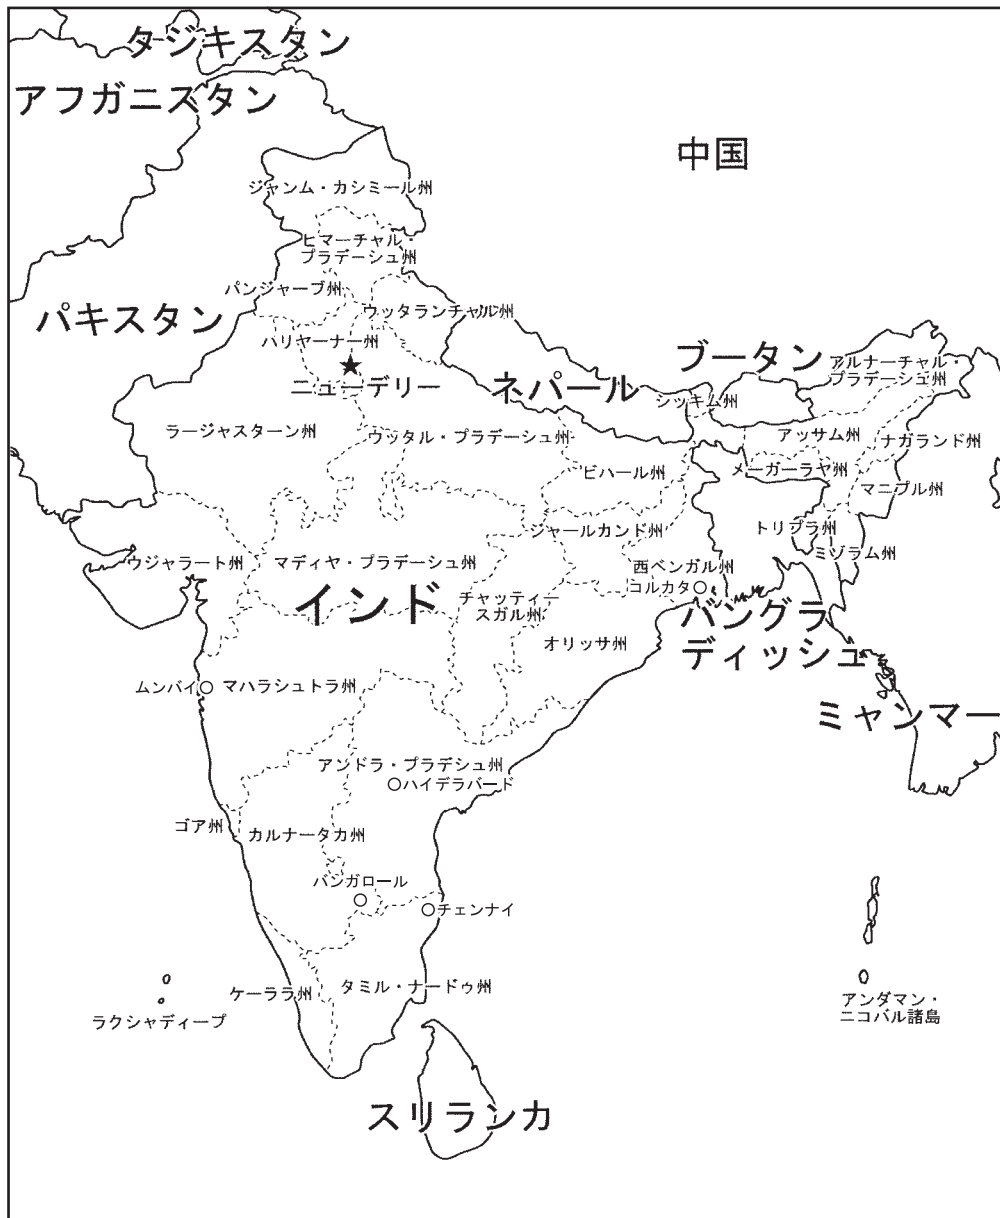 タジキスタン
アフガニスタン
中国
ジャンム・カシミール州
ヒマーチャル・
プラデーシュ州
パンジャーブ州
ウッタランチャル州
パキスタン
ハリヤーナー州
ニューデリー
ネパール
ブータン
アルナーチャル・
プラデーシュ州
シッキム州
ラージャスターン州
ウッタル・プラデーシュ州
アッサム州
ナガランド州
ビハール州
メーガーラヤ州
マニプル州
ジャールカンド州
トリプラ州
ミゾラム州
ウジャラート州
マディヤ・プラデーシュ州
西ベンガル州
コルカタ
インド
チャッティー
スガル州
バングラ
ディッシュ
オリッサ州
ムンバイ
マハラシュトラ州
ミャンマー
アンドラ・プラデシュ州
ハイデラバード
ゴア州
カルナータカ州
バンガロール
チェンナイ
ケーララ州
タミル・ナードゥ州
ラクシャディープ
アンダマン・
ニコバル諸島
スリランカ